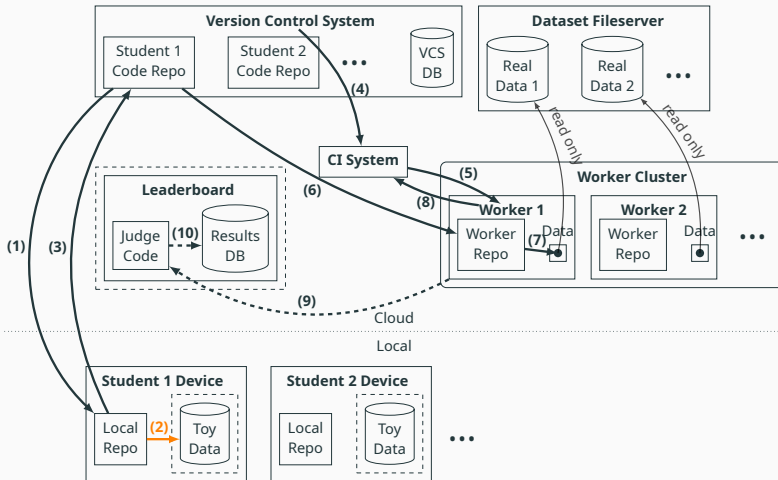 Version Control System
Dataset Fileserver
Student 1
Code Repo
Student 2
Code Repo
•••
VCS
DB
Real
Data 1
Real
Data 2
•••
(4)
read only
read only
CI System
(5)
Worker Cluster
(6)
(8)
Leaderboard
Worker 1
Worker 2
(1)
(3)
Judge
Code
(10)
Results
DB
Worker
Repo
(7)
Data
Worker
Repo
Data
•••
(9)
Cloud
Local
Student 1 Device
Student 2 Device
Local
Repo
(2)
Toy
Data
Local
Repo
Toy
Data
•••